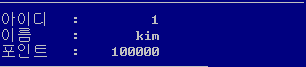 아이디 : 1
이름 : kim
포인트 : 100000